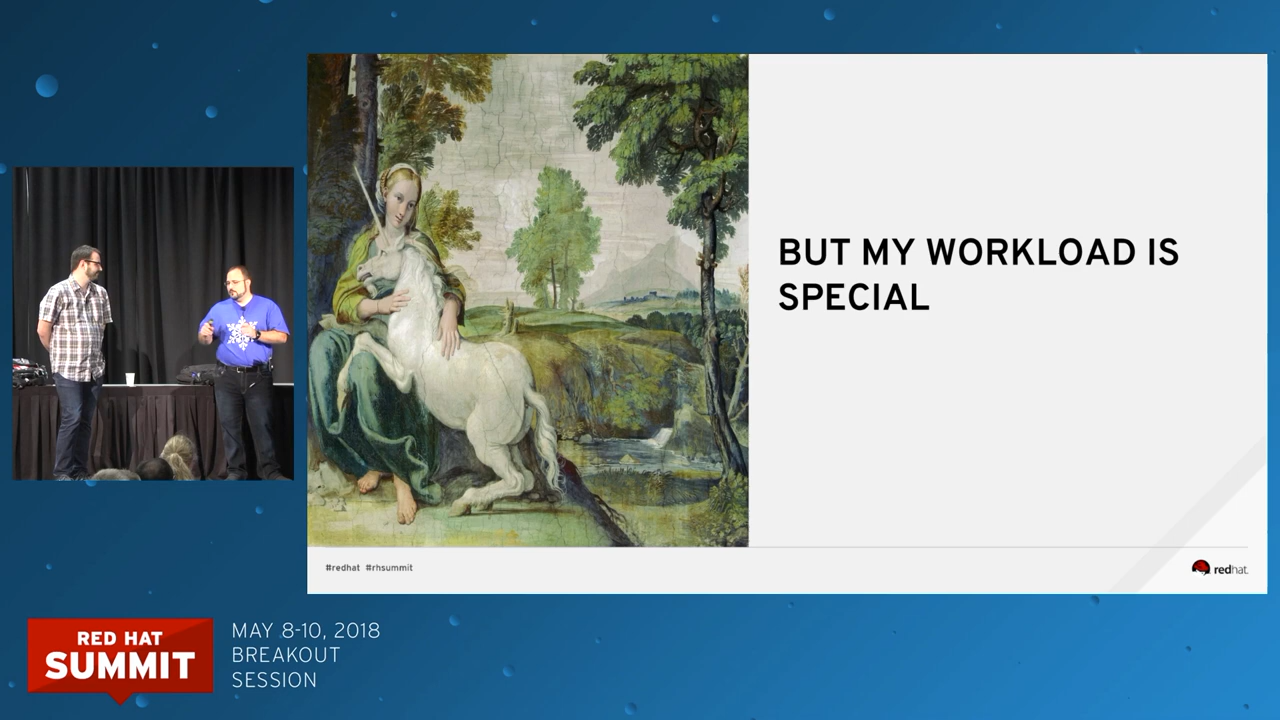 BUT MY WORKLOAD IS
SPECIAL
#redhat #rhsummit
redhat.
RED HAT
SUMMIT
MAY 8-10, 2018
BREAKOUT
SESSION